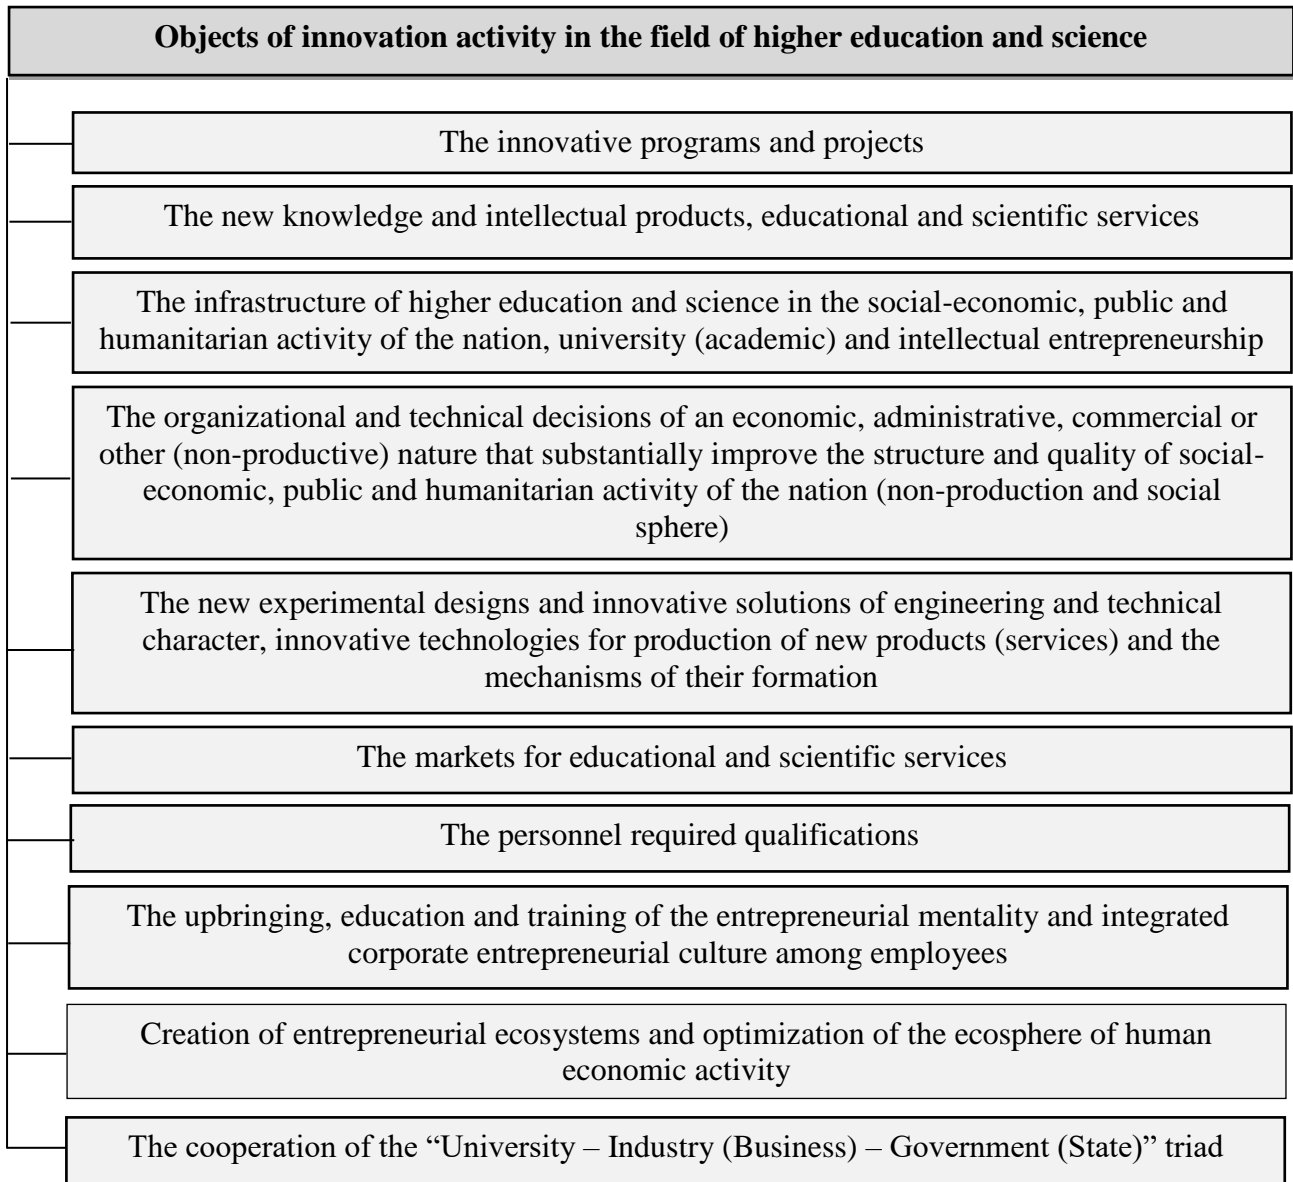 Objects of innovation activity in the field of higher education and science
The innovative programs and projects
The new knowledge and intellectual products, educational and scientific services
The infrastructure of higher education and science in the social-economic, public and
humanitarian activity of the nation, university (academic) and intellectual entrepreneurship
The organizational and technical decisions of an economic, administrative, commercial or
other (non-productive) nature that substantially improve the structure and quality of social-
economic, public and humanitarian activity of the nation (non-production and social
sphere)
The new experimental designs and innovative solutions of engineering and technical
character, innovative technologies for production of new products (services) and the
mechanisms of their formation
The markets for educational and scientific services
The personnel required qualifications
The upbringing, education and training of the entrepreneurial mentality and integrated
corporate entrepreneurial culture among employees
Creation of entrepreneurial ecosystems and optimization of the ecosphere of human
economic activity
The cooperation of the “University – Industry (Business) – Government (State)” triad